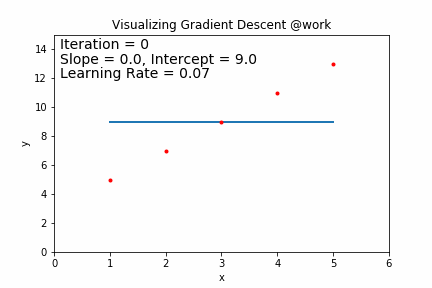 Visualizing Gradient Descent @work
Iteration = 0
Slope = 0.0, Intercept = 9.0
Learning Rate = 0.07
14
12
10
8
6
4
2
0
y
0 1 2 3 4 5 6
x